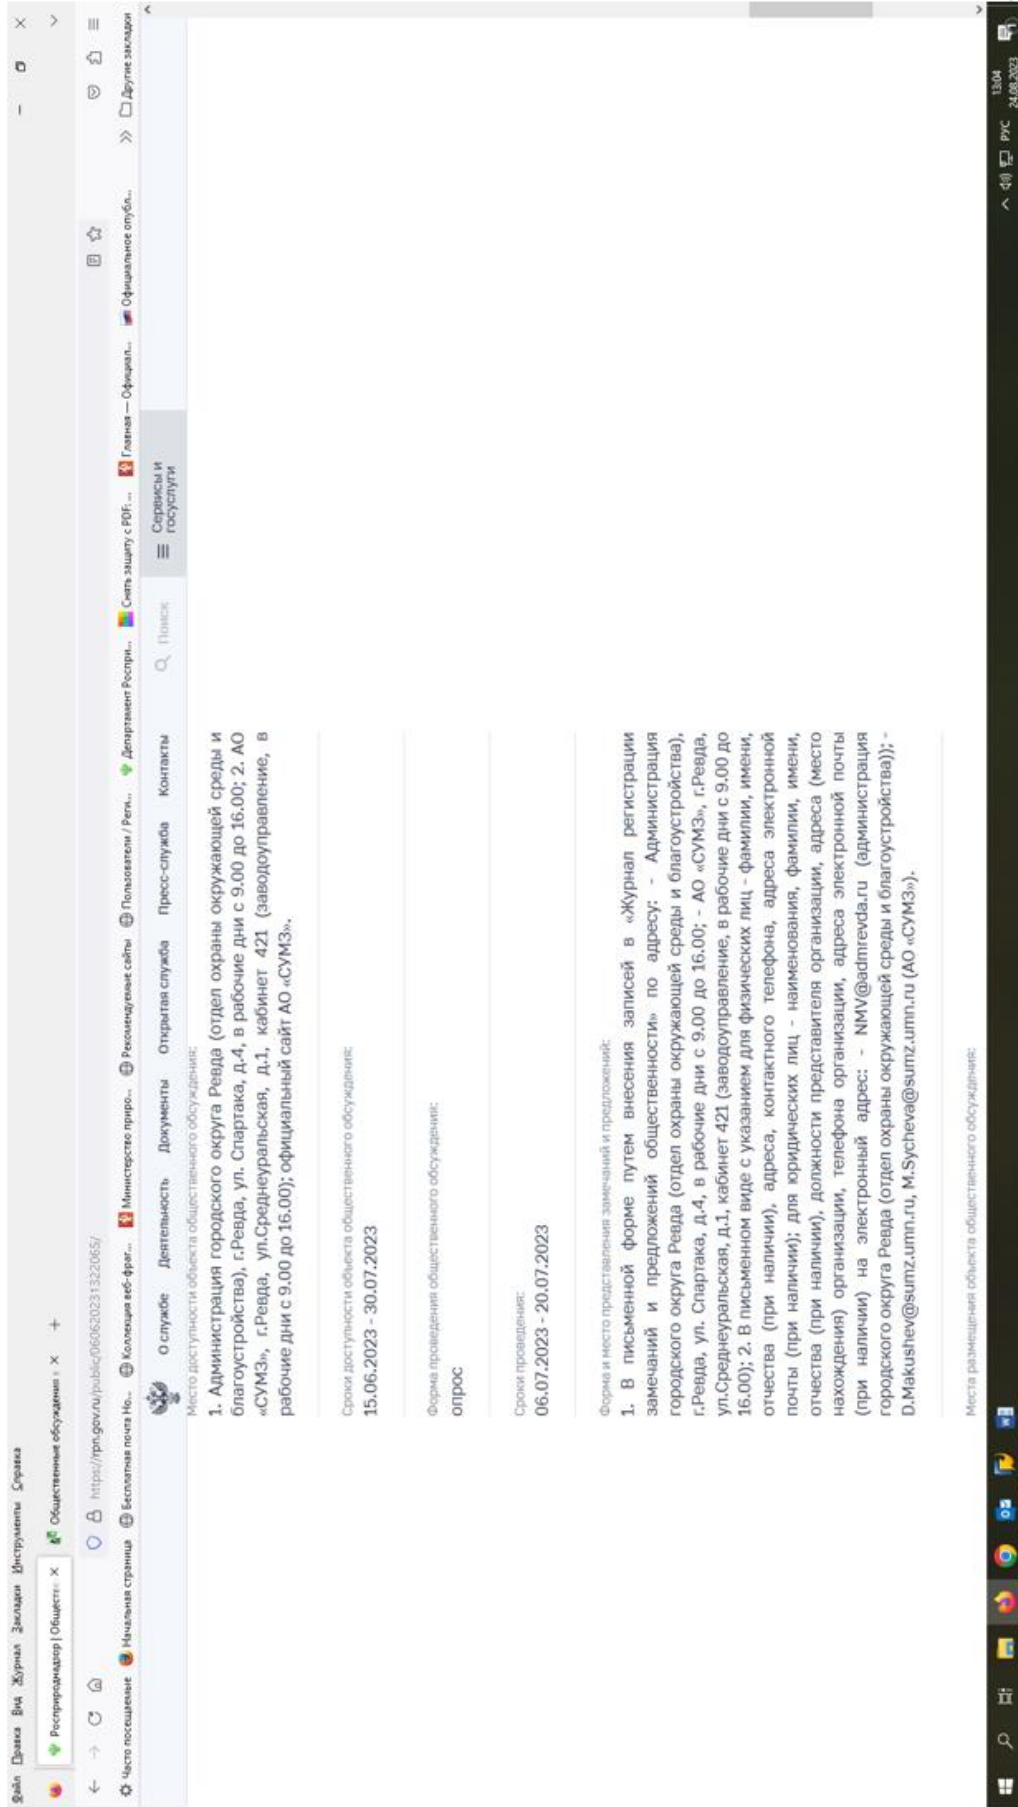 Файл Правка Вид Журнал Закладки Инструменты Справка
Росприроднадзор | Обществе
Общественные обсуждения
https://rpn.gov.ru/public/0606202313220​65/
Часто посещаемые Начальная страница Бесплатная почта Но... Коллекция веб-фраг... Министерство приро... Рекомендуемые сайты Пользователи / Реги... Департамент Роспри... Снять защиту с PDF: ... Главная — Официал... Официальное опубл... Другие закладки
О службе Деятельность Документы Открытая служба Пресс-служба Контакты Поиск Сервисы и
госуслуги
Место доступности объекта общественного обсуждения:
1. Администрация городского округа Ревда (отдел охраны окружающей среды и
благоустройства), г.Ревда, ул. Спартака, д.4, в рабочие дни с 9.00 до 16.00; 2. АО
«СУМЗ», г.Ревда, ул.Среднеуральская, д.1, кабинет 421 (заводоуправление, в
рабочие дни с 9.00 до 16.00); официальный сайт АО «СУМЗ».
Сроки доступности объекта общественного обсуждения:
15.06.2023 - 30.07.2023
Форма проведения общественного обсуждения:
опрос
Сроки проведения:
06.07.2023 - 20.07.2023
Форма и место представления замечаний и предложений:
1. В письменной форме путем внесения записей в «Журнал регистрации
замечаний и предложений общественности» по адресу: - Администрация
городского округа Ревда (отдел охраны окружающей среды и благоустройства),
г.Ревда, ул. Спартака, д.4, в рабочие дни с 9.00 до 16.00; - АО «СУМЗ», г.Ревда,
ул.Среднеуральская, д.1, кабинет 421 (заводоуправление, в рабочие дни с 9.00 до
16.00); 2. В письменном виде с указанием для физических лиц - фамилии, имени,
отчества (при наличии), адреса, контактного телефона, адреса электронной
почты (при наличии); для юридических лиц - наименования, фамилии, имени,
отчества (при наличии), должности представителя организации, адреса (место
нахождения) организации, телефона организации, адреса электронной почты
(при наличии) на электронный адрес: - NMV@admrevda.ru (администрация
городского округа Ревда (отдел охраны окружающей среды и благоустройства)); -
D.Makushev@sumz.umn.ru, M.Sycheva@sumz.umn.ru (АО «СУМЗ»).
Места размещения объекта общественного обсуждения:
РУС
13:04
24.08.2023